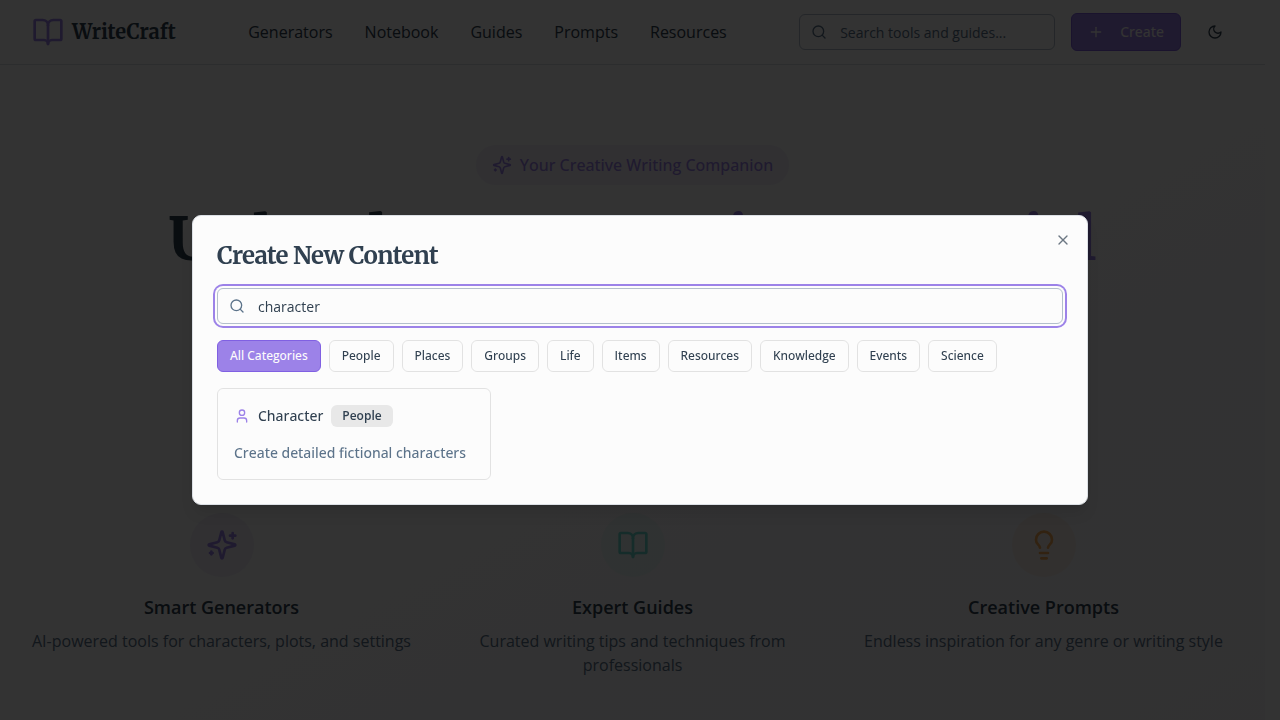 WriteCraft
Generators Notebook Guides Prompts Resources
Search tools and guides...
Create
Your Creative Writing Companion
Create New Content
character
All Categories People Places Groups Life Items Resources Knowledge Events Science
Character People
Create detailed fictional characters
Smart Generators
AI-powered tools for characters, plots, and settings
Expert Guides
Curated writing tips and techniques from
professionals
Creative Prompts
Endless inspiration for any genre or writing style